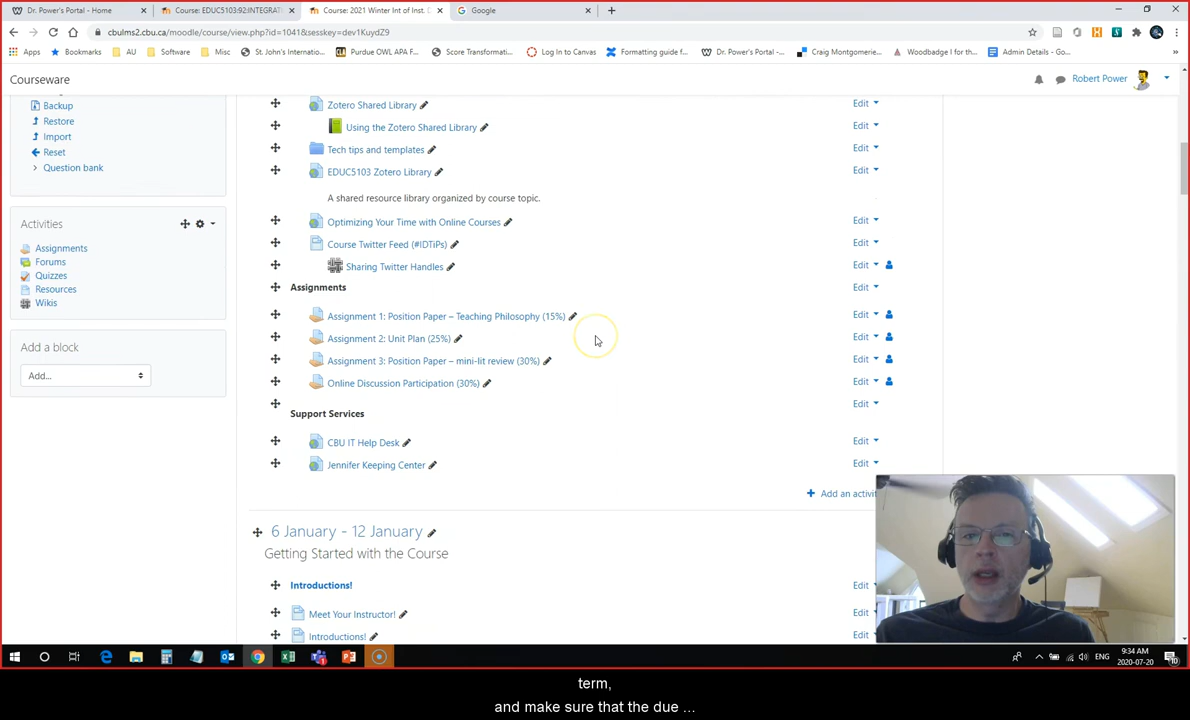 Dr. Power's Portal - Home
Course: EDUC5103:92:INTEGRAT
Course: 2021 Winter Int of Inst. D
Google
cbulms2.cbu.ca/moodle/course/view.php?id=1041&sesskey=dev1KuydZ9
Apps
AU
Software
Misc
St. John's Internatio...
Purdue OWL APA F...
Score Transformati...
Log In to Canvas
Formatting guide f...
Dr. Power's Portal -...
Craig Montgomerie...
Woodbadge I for th...
Admin Details - Go...
Courseware
Robert Power
Backup
Restore
Import
Reset
Question bank
Activities
Assignments
Forums
Quizzes
Resources
Wikis
Add a block
Add...
Zotero Shared Library
Edit
Using the Zotero Shared Library
Edit
Tech tips and templates
Edit
EDUC5103 Zotero Library
Edit
A shared resource library organized by course topic.
Optimizing Your Time with Online Courses
Edit
Course Twitter Feed (#IDTiPs)
Edit
Sharing Twitter Handles
Edit
Assignments
Edit
Assignment 1: Position Paper – Teaching Philosophy (15%)
Edit
Assignment 2: Unit Plan (25%)
Edit
Assignment 3: Position Paper – mini-lit review (30%)
Edit
Online Discussion Participation (30%)
Edit
Edit
Support Services
CBU IT Help Desk
Edit
Jennifer Keeping Center
Edit
Add an activi
6 January - 12 January
Getting Started with the Course
Introductions!
Edit
Meet Your Instructor!
Edit
Introductions!
Edit
ENG
9:34 AM
2020-07-20
term,
and make sure that the due ...